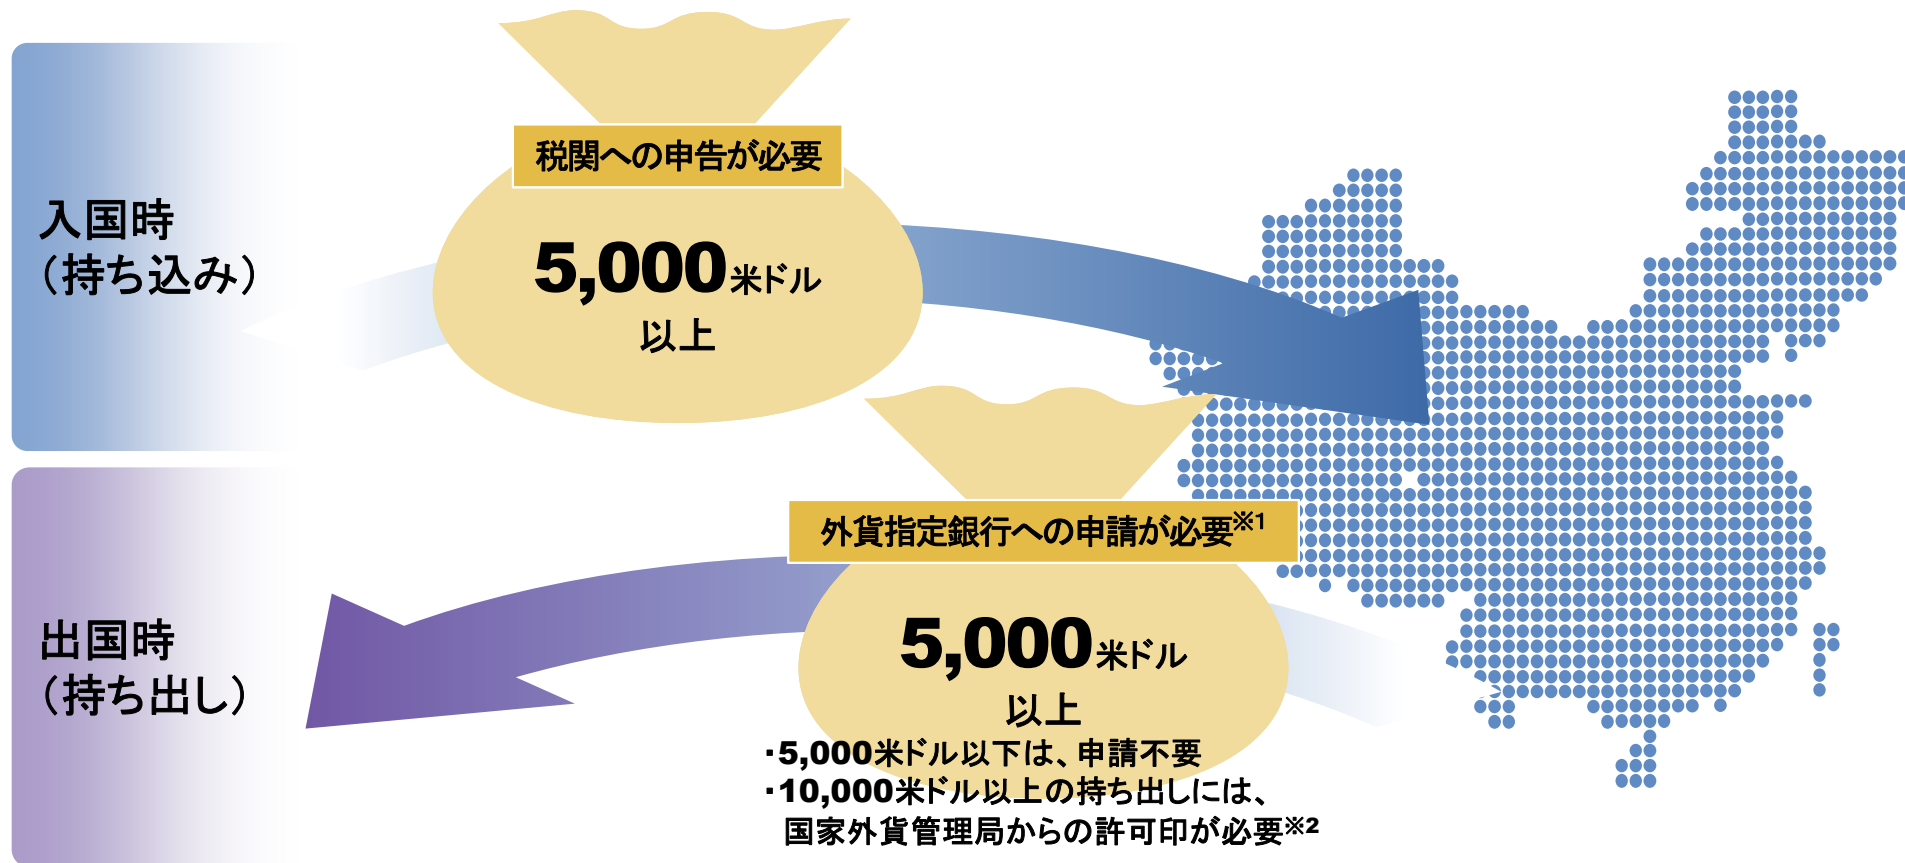 入国時
（持ち込み）
税関への申告が必要
5,000米ドル
以上
出国時
（持ち出し）
外貨指定銀行への申請が必要※1
5,000米ドル
以上
・5,000米ドル以下は、申請不要
・10,000米ドル以上の持ち出しには、
国家外貨管理局からの許可印が必要※2